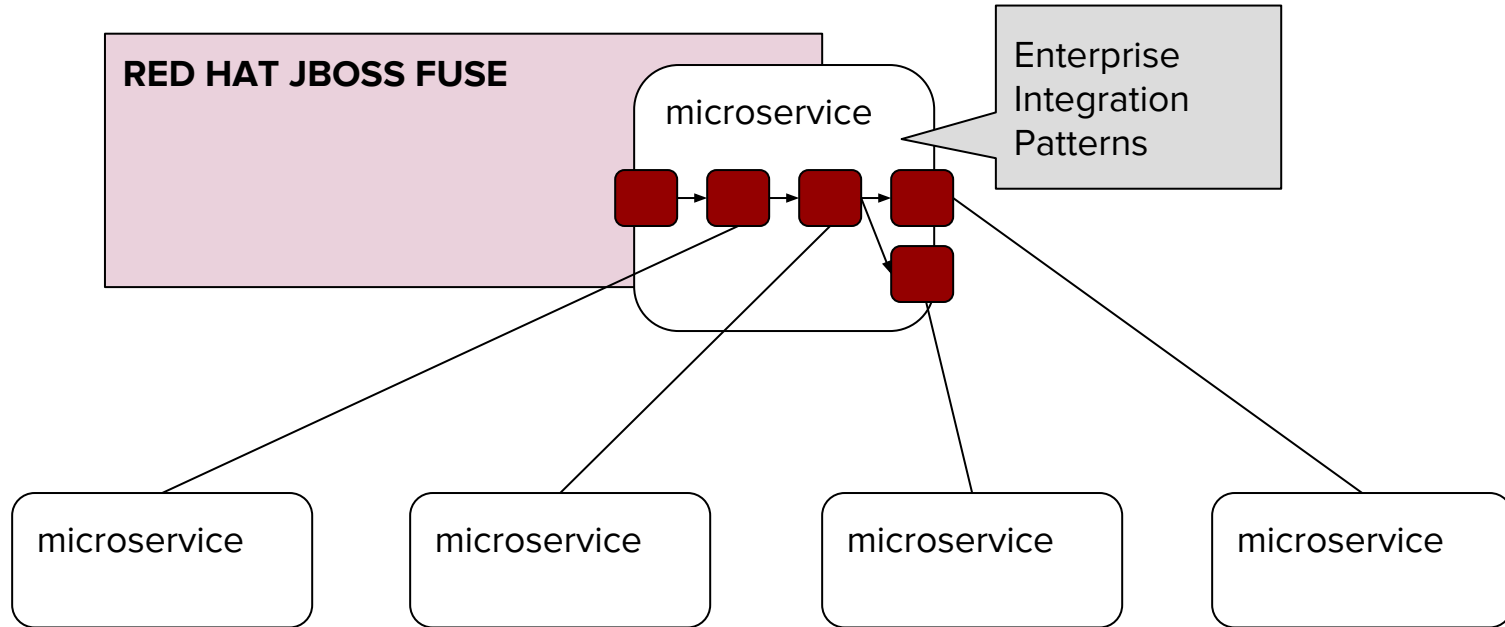 RED HAT JBOSS FUSE
microservice
Enterprise
Integration
Patterns
microservice
microservice
microservice
microservice